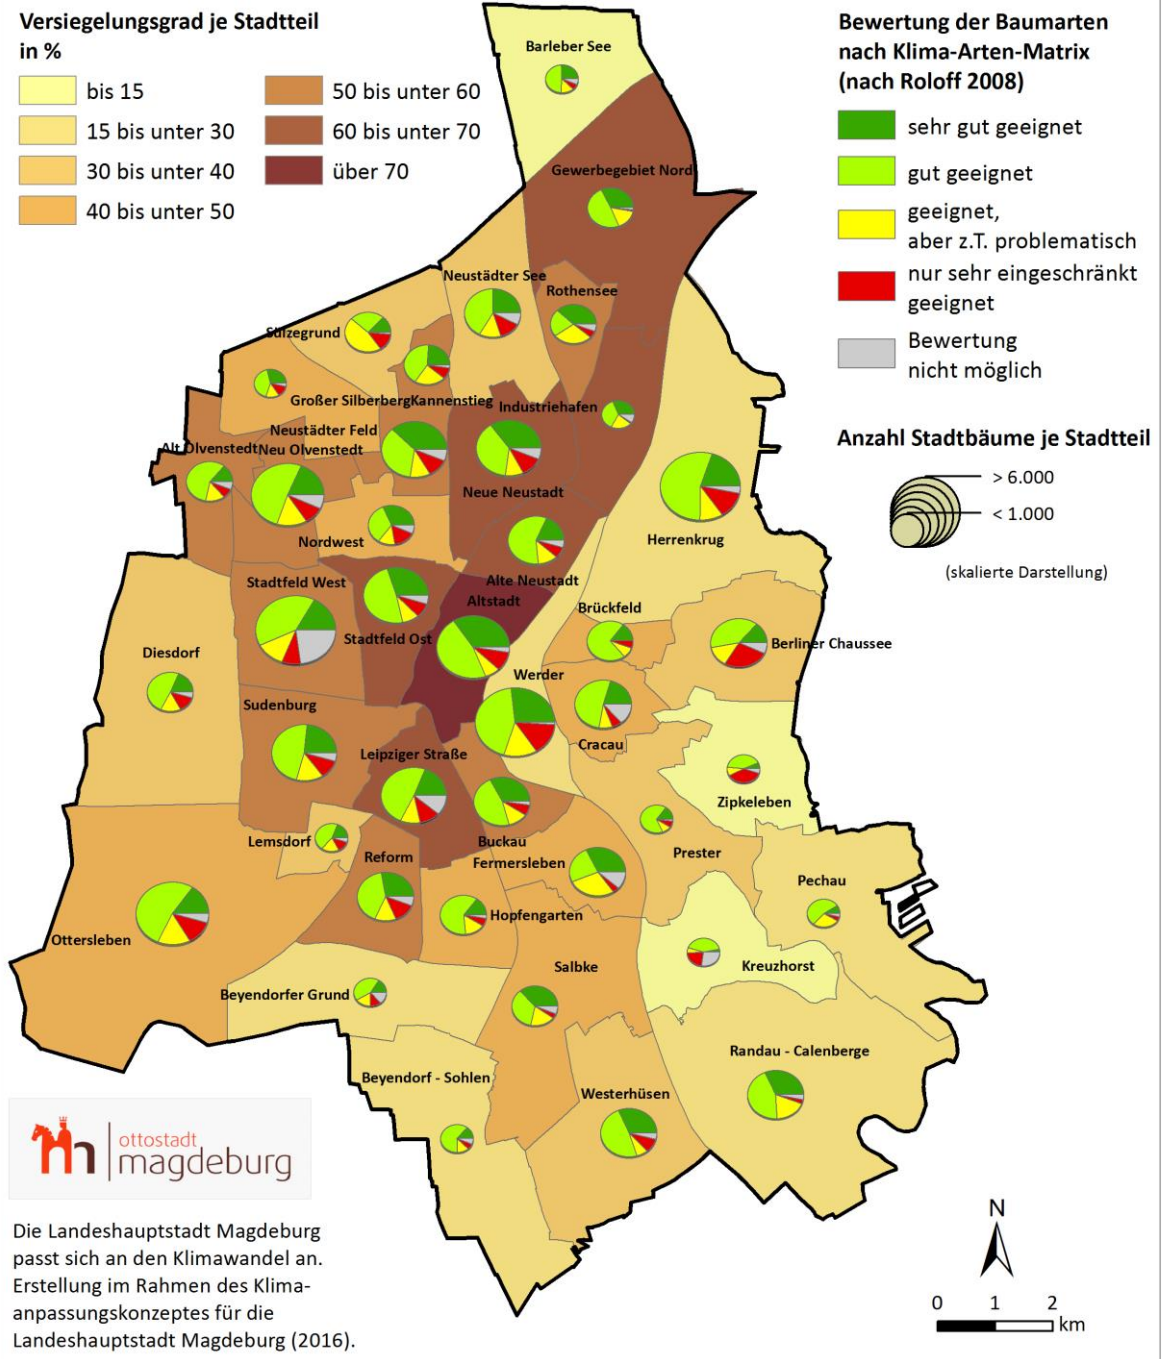 Versiegelungsgrad je Stadtteil
in %
bis 15
15 bis unter 30
30 bis unter 40
40 bis unter 50
50 bis unter 60
60 bis unter 70
über 70
Bewertung der Baumarten
nach Klima-Arten-Matrix
(nach Roloff 2008)
sehr gut geeignet
gut geeignet
geeignet,
aber z.T. problematisch
nur sehr eingeschränkt
geeignet
Bewertung
nicht möglich
Anzahl Stadtbäume je Stadtteil
> 6.000
< 1.000
(skalierte Darstellung)
Barleber See
Gewerbegebiet Nord
Neustädter See
Rothensee
Sülzegrund
Großer Silberberg
Kannenstieg
Industriehafen
Neustädter Feld
Alt Olvenstedt
Neu Olvenstedt
Neue Neustadt
Herrenkrug
Nordwest
Stadtfeld West
Alte Neustadt
Altstadt
Brückfeld
Stadtfeld Ost
Berliner Chaussee
Diesdorf
Werder
Sudenburg
Cracau
Leipziger Straße
Zipkeleben
Lemsdorf
Buckau
Reform
Fermersleben
Prester
Pechau
Hopfengarten
Ottersleben
Salbke
Kreuzhorst
Beyendorfer Grund
Randau - Calenberge
Beyendorf - Sohlen
Westerhüsen
ottostadt
magdeburg
Die Landeshauptstadt Magdeburg
passt sich an den Klimawandel an.
Erstellung im Rahmen des Klima-
anpassungskonzeptes für die
Landeshauptstadt Magdeburg (2016).
N
0 1 2
km